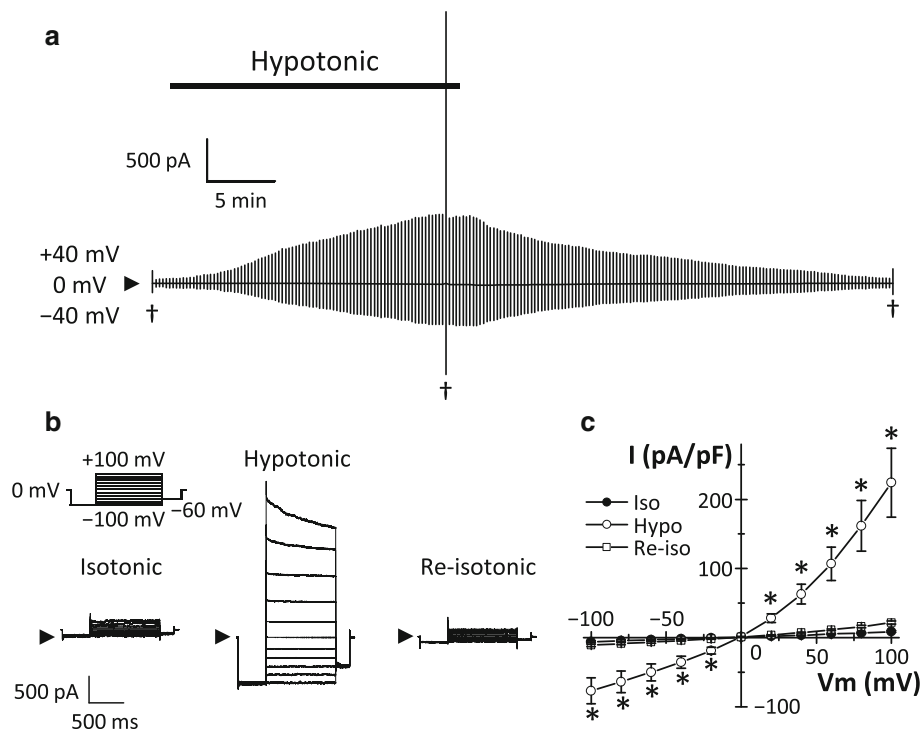 a
Hypotonic
500 pA
5 min
+40 mV
0 mV
−40 mV
†
†
†
b
+100 mV
0 mV
−100 mV
−60 mV
Hypotonic
Isotonic
Re-isotonic
500 pA
500 ms
c
I (pA/pF)
Iso
Hypo
Re-iso
200
100
−100
−100
−50
0
50
100
Vm (mV)
* * * * *
* * * * *